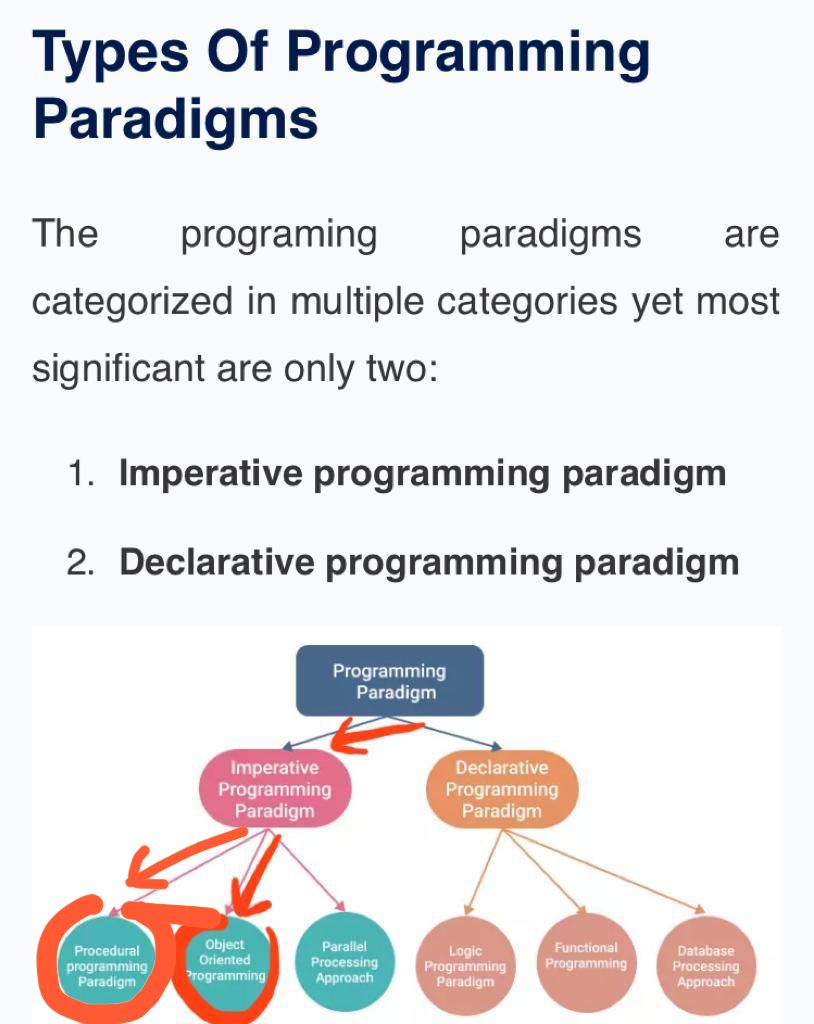 Types Of Programming
Paradigms
The programing paradigms are
categorized in multiple categories yet most
significant are only two:
1. Imperative programming paradigm
2. Declarative programming paradigm
Programming
Paradigm
Imperative
Programming
Paradigm
Declarative
Programming
Paradigm
Procedural
programming
Paradigm
Object
Oriented
Programming
Parallel
Processing
Approach
Logic
Programming
Paradigm
Functional
Programming
Database
Processing
Approach